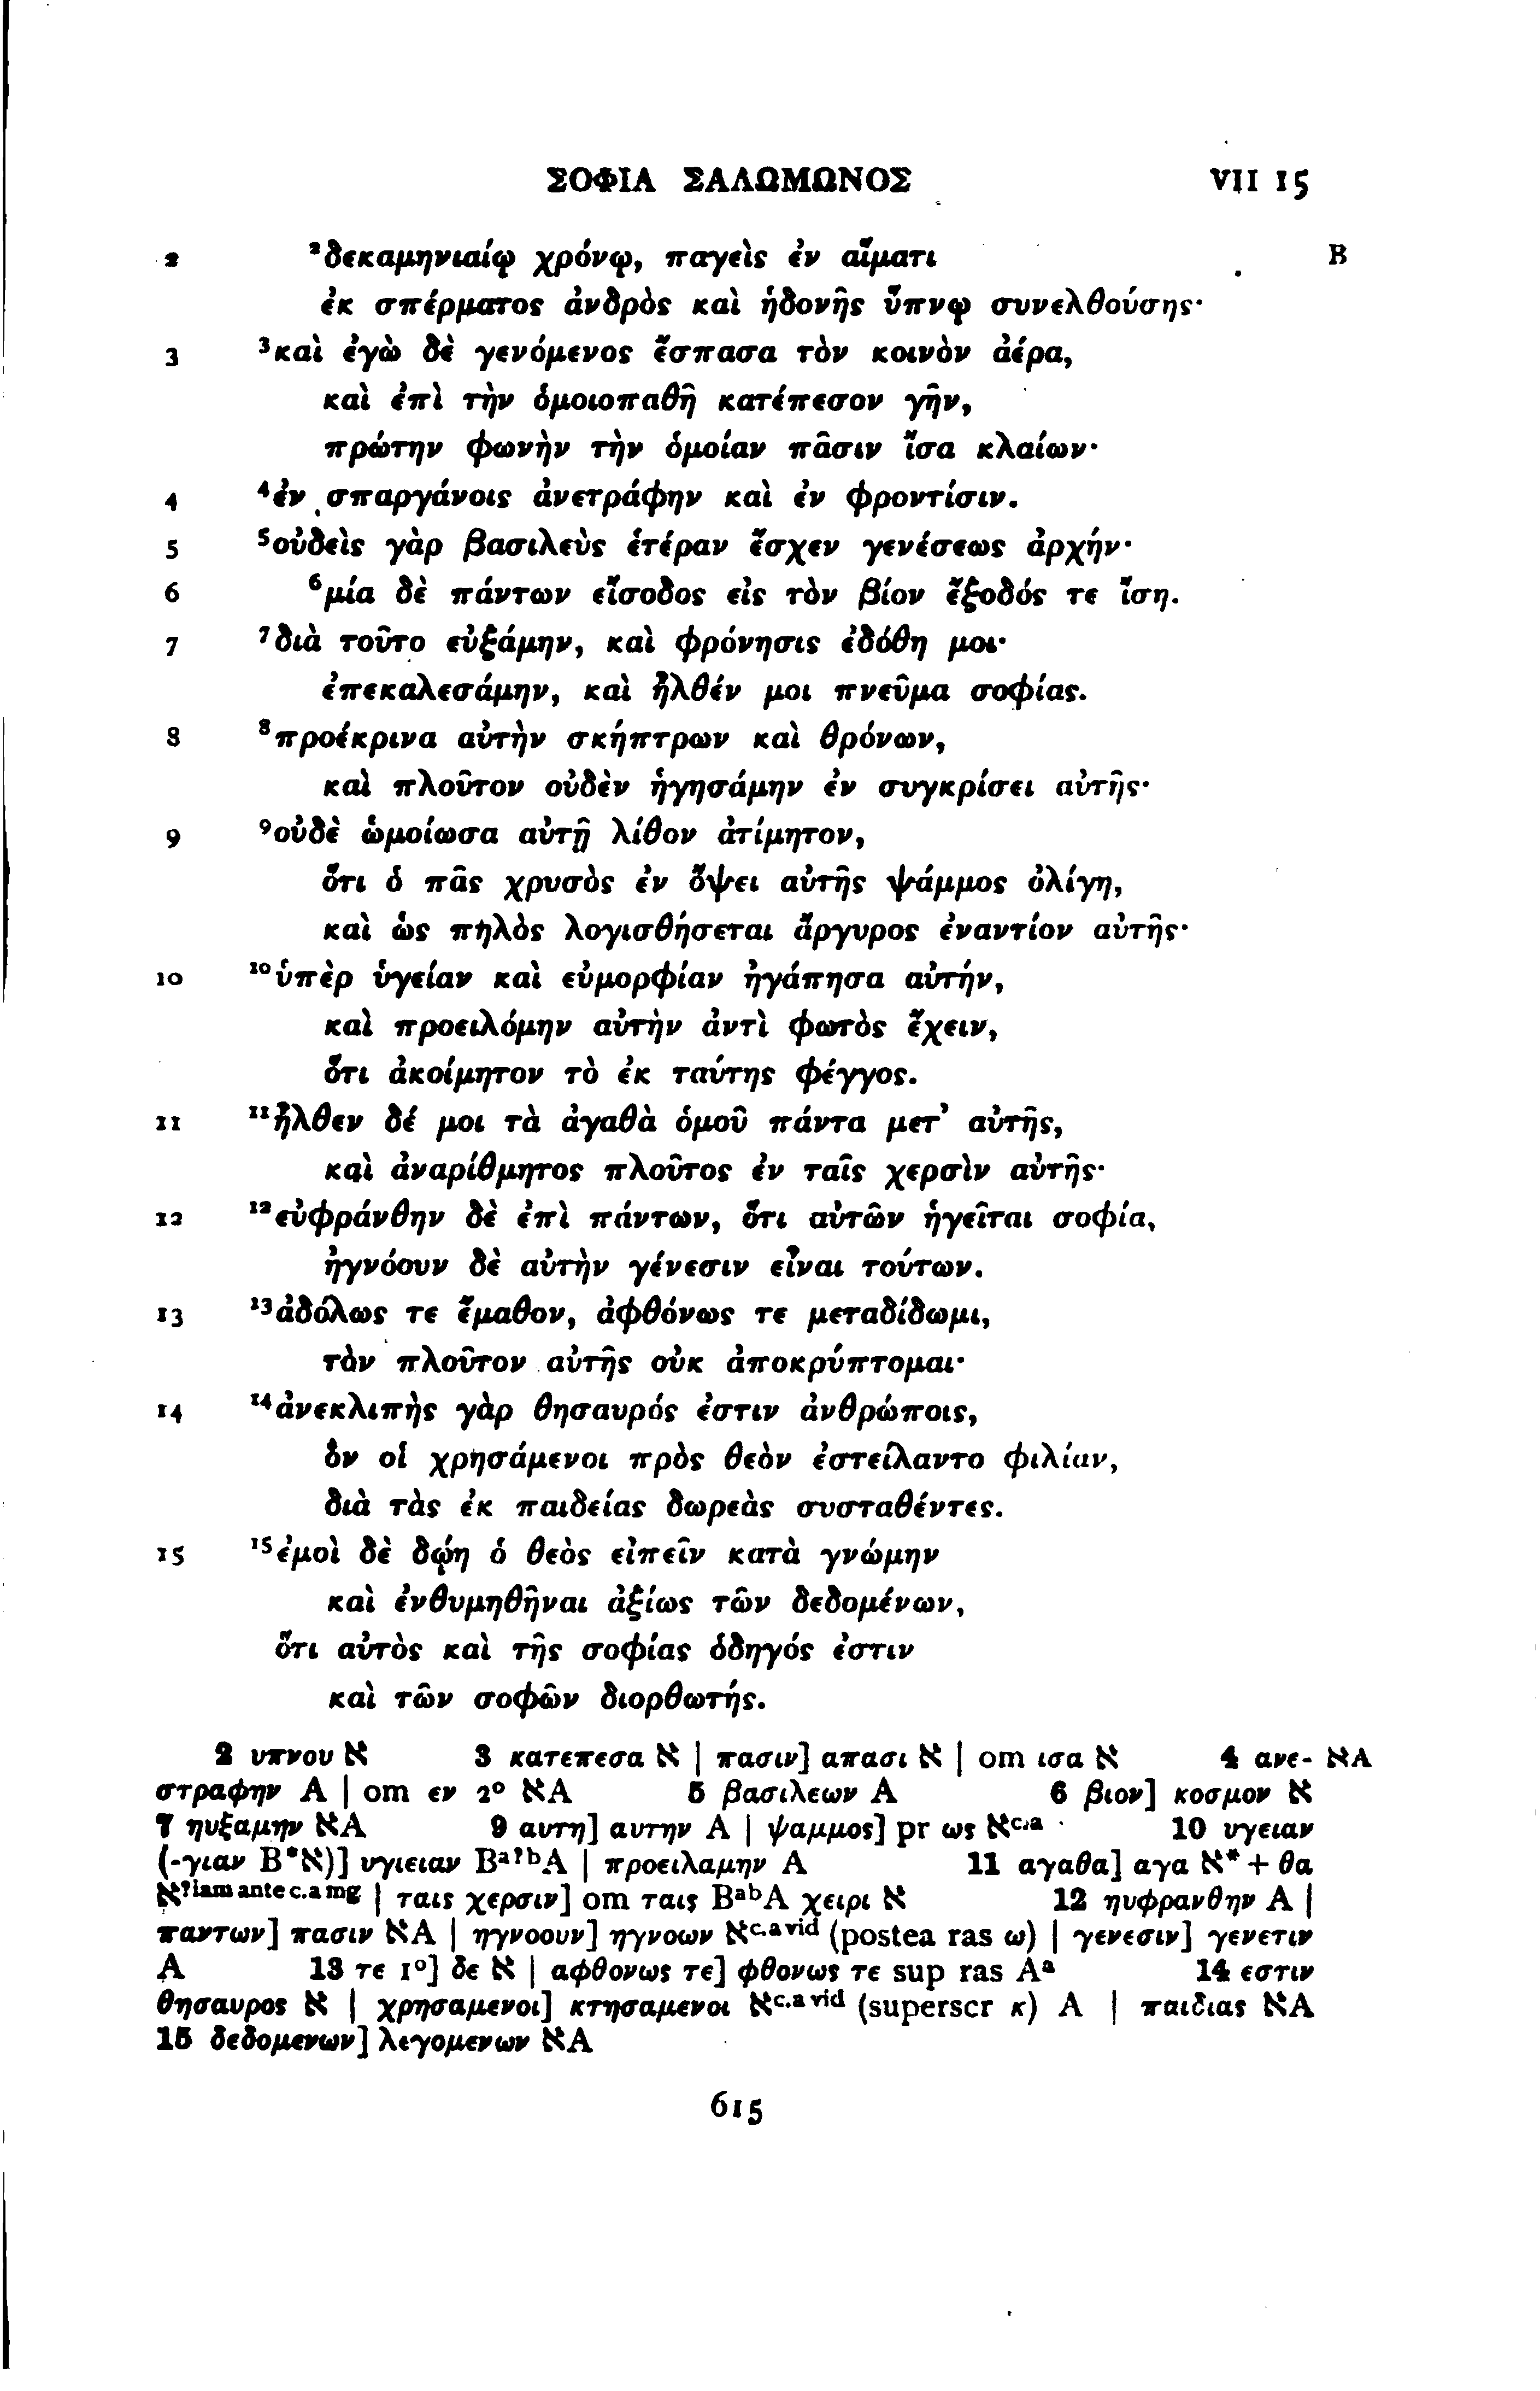 ΣΟΦΙΑ ΣΑΛΩΜΩΝΟΣ VII 15
2 ²δεκαμηνιαίῳ χρόνῳ, παγεὶς ἐν αἵματι B
ἐκ σπέρματος ἀνδρὸς καὶ ἡδονῆς ὕπνῳ συνελθούσης·
3 ³καὶ ἐγὼ δὲ γενόμενος ἔσπασα τὸν κοινὸν ἀέρα,
καὶ ἐπὶ τὴν ὁμοιοπαθῆ κατέπεσον γῆν,
πρώτην φωνὴν τὴν ὁμοίαν πᾶσιν ἴσα κλαίων·
4 ⁴ἐν σπαργάνοις ἀνετράφην καὶ ἐν φροντίσιν.
5 ⁵οὐδεὶς γὰρ βασιλεὺς ἑτέραν ἔσχεν γενέσεως ἀρχήν·
6 ⁶μία δὲ πάντων εἴσοδος εἰς τὸν βίον ἔξοδός τε ἴση.
7 ⁷διὰ τοῦτο εὐξάμην, καὶ φρόνησις ἐδόθη μοι·
ἐπεκαλεσάμην, καὶ ἦλθέν μοι πνεῦμα σοφίας.
8 ⁸προέκρινα αὐτὴν σκήπτρων καὶ θρόνων,
καὶ πλοῦτον οὐδὲν ἡγησάμην ἐν συγκρίσει αὐτῆς·
9 ⁹οὐδὲ ὡμοίωσα αὐτῇ λίθον ἀτίμητον,
ὅτι ὁ πᾶς χρυσὸς ἐν ὄψει αὐτῆς ψάμμος ὀλίγη,
καὶ ὡς πηλὸς λογισθήσεται ἄργυρος ἐναντίον αὐτῆς·
10 ¹⁰ὑπὲρ ὑγείαν καὶ εὐμορφίαν ἠγάπησα αὐτήν,
καὶ προειλόμην αὐτὴν ἀντὶ φωτὸς ἔχειν,
ὅτι ἀκοίμητον τὸ ἐκ ταύτης φέγγος.
11 ¹¹ἦλθεν δέ μοι τὰ ἀγαθὰ ὁμοῦ πάντα μετ᾽ αὐτῆς,
καὶ ἀναρίθμητος πλοῦτος ἐν ταῖς χερσὶν αὐτῆς·
12 ¹²εὐφράνθην δὲ ἐπὶ πάντων, ὅτι αὐτῶν ἡγεῖται σοφία,
ἠγνόουν δὲ αὐτὴν γένεσιν εἶναι τούτων.
13 ¹³ἀδόλως τε ἔμαθον, ἀφθόνως τε μεταδίδωμι,
τὸν πλοῦτον αὐτῆς οὐκ ἀποκρύπτομαι·
14 ¹⁴ἀνεκλιπὴς γὰρ θησαυρός ἐστιν ἀνθρώποις,
ὃν οἱ χρησάμενοι πρὸς θεὸν ἐστείλαντο φιλίαν,
διὰ τὰς ἐκ παιδείας δωρεὰς συσταθέντες.
15 ¹⁵ἐμοὶ δὲ δῴη ὁ θεὸς εἰπεῖν κατὰ γνώμην
καὶ ἐνθυμηθῆναι ἀξίως τῶν δεδομένων,
ὅτι αὐτὸς καὶ τῆς σοφίας ὁδηγός ἐστιν
καὶ τῶν σοφῶν διορθωτής.
2 υπνου א 3 κατεπεσα א | πασιν] απασι א | om ισα א 4 ανε- אA
στραφην A | om εν 2° אA 5 βασιλεων A 6 βιον] κοσμον א
7 ηυξαμην אA 9 αυτη] αυτην A | ψαμμος] pr ως א^c.a 10 υγειαν
(-γιαν B*א)] υγιειαν B^a?b A | προειλαμην A 11 αγαθα] αγα א* + θα
א^? iam ante c.a mg | ταις χερσιν] om ταις B^ab A χειρι א 12 ηυφρανθην A |
παντων] πασιν אA | ηγνοουν] ηγνοων א^c.a vid (postea ras ω) | γενεσιν] γενετιν
A 13 τε 1°] δε א | αφθονως τε] φθονως τε sup ras A^a 14 εστιν
θησαυρος א | χρησαμενοι] κτησαμενοι א^c.a vid (superscr κ) A | παιδιας אA
15 δεδομενων] λεγομενων אA
615